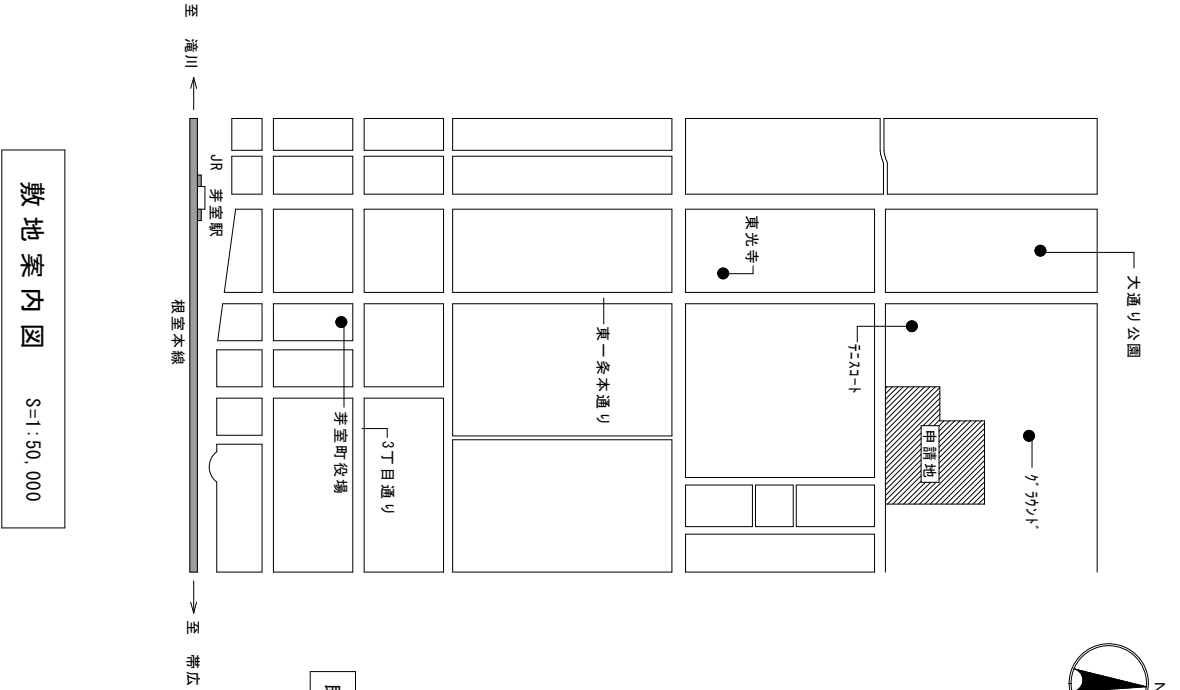 敷地案内図 S=1:50,000
至 滝川
JR 芽室駅
根室本線
至 帯広
芽室町役場
3丁目通り
東一条本通り
東光寺
テニスコート
申請地
グラウンド
大通り公園
N